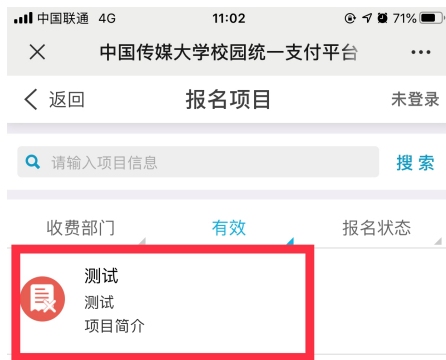 中国联通 4G 11:02 71%
中国传媒大学校园统一支付平台
返回 报名项目 未登录
请输入项目信息 搜索
收费部门 有效 报名状态
测试
测试
项目简介